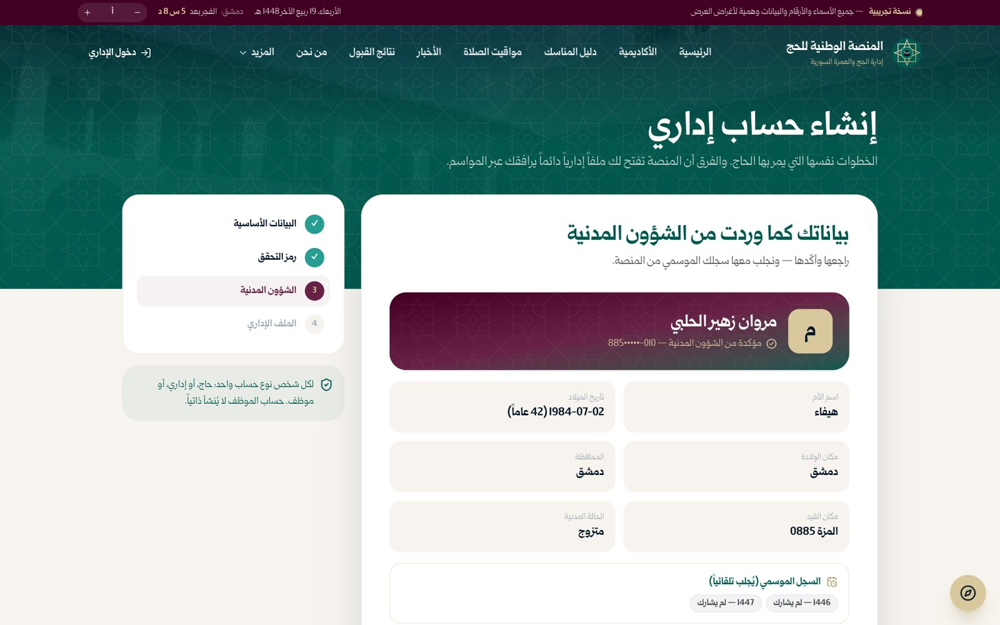 نسخة تجريبية — جميع الأسماء والأرقام والبيانات وهمية لأغراض العرض
الأربعاء، 19 ربيع الآخر 1448 هـ
دمشق: الفجر بعد 5 س 8 د
− أ +
المنصة الوطنية للحج
إدارة الحج والعمرة السورية
الرئيسية
الأكاديمية
دليل المناسك
مواقيت الصلاة
الأخبار
نتائج القبول
من نحن
المزيد
دخول الإداري
إنشاء حساب إداري
الخطوات نفسها التي يمر بها الحاج. والفرق أن المنصة تفتح لك ملفاً إدارياً دائماً يرافقك عبر المواسم.
بياناتك كما وردت من الشؤون المدنية
راجعها وأكّدها — ونجلب معها سجلك الموسمي من المنصة.
م
مروان زهير الحلبي
مؤكدة من الشؤون المدنية — 010-•••••885
اسم الأم
هيفاء
تاريخ الميلاد
1984-07-02 (42 عاماً)
مكان الولادة
دمشق
المحافظة
دمشق
مكان القيد
المزة 0885
الحالة المدنية
متزوج
السجل الموسمي (يُجلب تلقائياً)
1446 — لم يشارك
1447 — لم يشارك
البيانات الأساسية
رمز التحقق
3 الشؤون المدنية
4 الملف الإداري
لكل شخص نوع حساب واحد: حاج، أو إداري، أو
موظف. حساب الموظف لا يُنشأ ذاتياً.